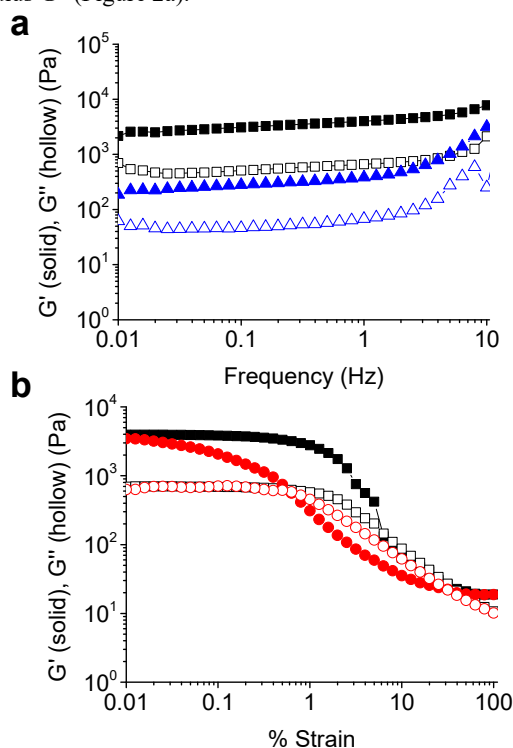 (Figure 2a).
a
10^5
10^4
10^3
10^2
10^1
10^0
0.01 0.1 1 10
G' (solid), G'' (hollow) (Pa)
Frequency (Hz)
b
10^4
10^3
10^2
10^1
10^0
0.01 0.1 1 10 100
G' (solid), G'' (hollow) (Pa)
% Strain